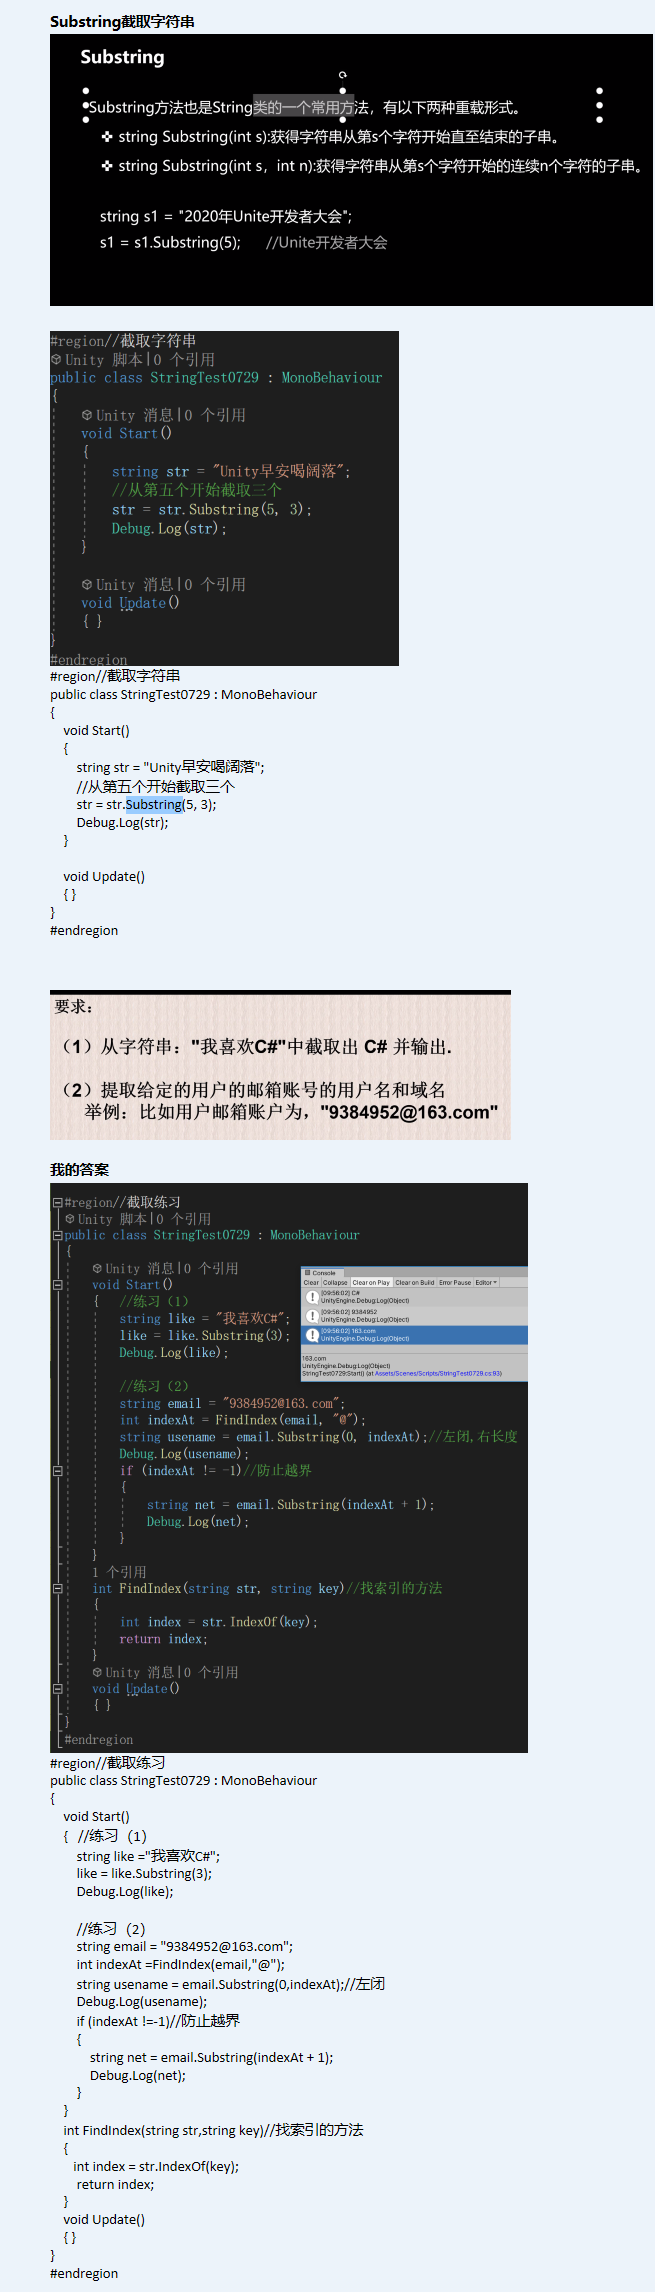 Substring截取字符串
Substring
Substring方法也是String类的一个常用方法，有以下两种重载形式。
❖ string Substring(int s):获得字符串从第s个字符开始直至结束的子串。
❖ string Substring(int s，int n):获得字符串从第s个字符开始的连续n个字符的子串。
string s1 = "2020年Unite开发者大会";
s1 = s1.Substring(5); //Unite开发者大会
#region//截取字符串
Unity 脚本|0 个引用
public class StringTest0729 : MonoBehaviour
{
Unity 消息|0 个引用
void Start()
{
string str = "Unity早安喝阔落";
//从第五个开始截取三个
str = str.Substring(5, 3);
Debug.Log(str);
}
Unity 消息|0 个引用
void Update()
{ }
}
#endregion
#region//截取字符串
public class StringTest0729 : MonoBehaviour
{
void Start()
{
string str = "Unity早安喝阔落";
//从第五个开始截取三个
str = str.Substring(5, 3);
Debug.Log(str);
}
void Update()
{ }
}
#endregion
要求：
（1）从字符串："我喜欢C#"中截取出 C# 并输出.
（2）提取给定的用户的邮箱账号的用户名和域名
举例：比如用户邮箱账户为，"9384952@163.com"
我的答案
#region//截取练习
Unity 脚本|0 个引用
public class StringTest0729 : MonoBehaviour
{
Unity 消息|0 个引用
void Start()
{ //练习（1）
string like = "我喜欢C#";
like = like.Substring(3);
Debug.Log(like);
//练习（2）
string email = "9384952@163.com";
int indexAt = FindIndex(email, "@");
string usename = email.Substring(0, indexAt);//左闭,右长度
Debug.Log(usename);
if (indexAt != -1)//防止越界
{
string net = email.Substring(indexAt + 1);
Debug.Log(net);
}
}
1 个引用
int FindIndex(string str, string key)//找索引的方法
{
int index = str.IndexOf(key);
return index;
}
Unity 消息|0 个引用
void Update()
{ }
}
#endregion
Console
Clear Collapse Clear on Play Clear on Build Error Pause Editor
[09:56:02] C#
UnityEngine.Debug:Log(Object)
[09:56:02] 9384952
UnityEngine.Debug:Log(Object)
[09:56:02] 163.com
UnityEngine.Debug:Log(Object)
163.com
UnityEngine.Debug:Log(Object)
StringTest0729:Start() (at Assets/Scenes/Scripts/StringTest0729.cs:93)
#region//截取练习
public class StringTest0729 : MonoBehaviour
{
void Start()
{ //练习（1）
string like ="我喜欢C#";
like = like.Substring(3);
Debug.Log(like);
//练习（2）
string email = "9384952@163.com";
int indexAt =FindIndex(email,"@");
string usename = email.Substring(0,indexAt);//左闭
Debug.Log(usename);
if (indexAt !=-1)//防止越界
{
string net = email.Substring(indexAt + 1);
Debug.Log(net);
}
}
int FindIndex(string str,string key)//找索引的方法
{
int index = str.IndexOf(key);
return index;
}
void Update()
{ }
}
#endregion